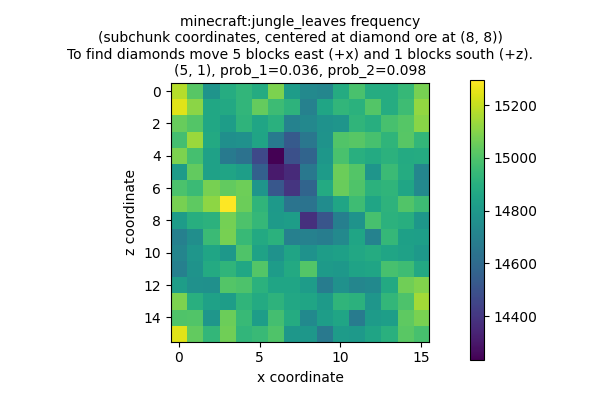 minecraft:jungle_leaves frequency
(subchunk coordinates, centered at diamond ore at (8, 8))
To find diamonds move 5 blocks east (+x) and 1 blocks south (+z).
(5, 1), prob_1=0.036, prob_2=0.098
0
2
4
6
8
10
12
14
z coordinate
0
5
10
15
x coordinate
15200
15000
14800
14600
14400